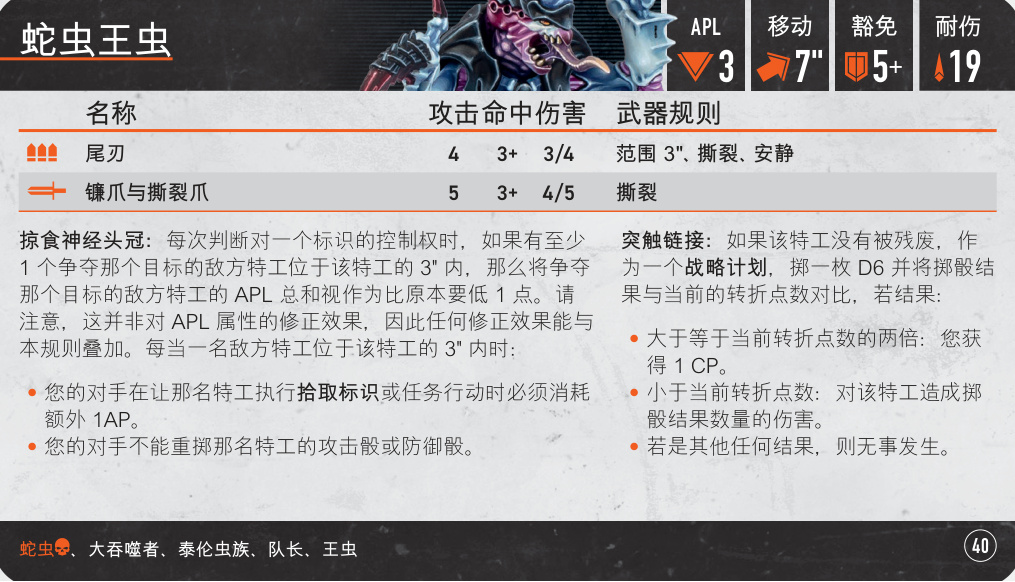 蛇虫王虫
APL 移动 豁免 耐伤
3 7" 5+ 19
名称 攻击 命中 伤害 武器规则
尾刃 4 3+ 3/4 范围 3"、撕裂、安静
镰爪与撕裂爪 5 3+ 4/5 撕裂
掠食神经头冠：每次判断对一个标识的控制权时，如果有至少
1 个争夺那个目标的敌方特工位于该特工的 3" 内，那么将争夺
那个目标的敌方特工的 APL 总和视作为比原本要低 1 点。请
注意，这并非对 APL 属性的修正效果，因此任何修正效果能与
本规则叠加。每当一名敌方特工位于该特工的 3" 内时：
• 您的对手在让那名特工执行拾取标识或任务行动时必须消耗
额外 1AP。
• 您的对手不能重掷那名特工的攻击骰或防御骰。
突触链接：如果该特工没有被残废，作
为一个战略计划，掷一枚 D6 并将掷骰结
果与当前的转折点数对比，若结果：
• 大于等于当前转折点数的两倍：您获
得 1 CP。
• 小于当前转折点数：对该特工造成掷
骰结果数量的伤害。
• 若是其他任何结果，则无事发生。
蛇虫、大吞噬者、泰伦虫族、队长、王虫
40